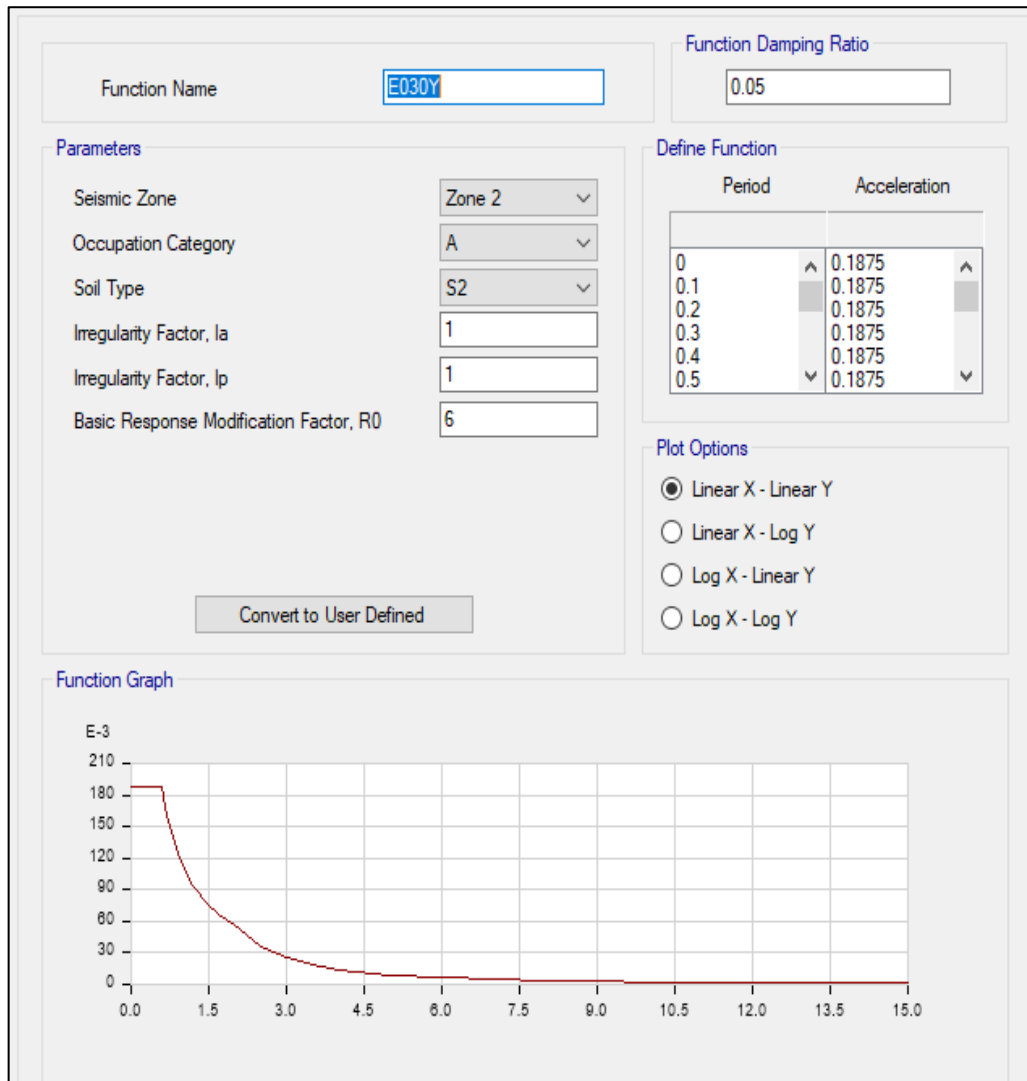 Function Damping Ratio
Function Name E030Y 0.05
Parameters
Seismic Zone Zone 2
Occupation Category A
Soil Type S2
Irregularity Factor, Ia 1
Irregularity Factor, Ip 1
Basic Response Modification Factor, R0 6
Convert to User Defined
Define Function
Period Acceleration
0 0.1875
0.1 0.1875
0.2 0.1875
0.3 0.1875
0.4 0.1875
0.5 0.1875
Plot Options
Linear X - Linear Y
Linear X - Log Y
Log X - Linear Y
Log X - Log Y
Function Graph
E-3
210
180
150
120
90
60
30
0
0.0 1.5 3.0 4.5 6.0 7.5 9.0 10.5 12.0 13.5 15.0